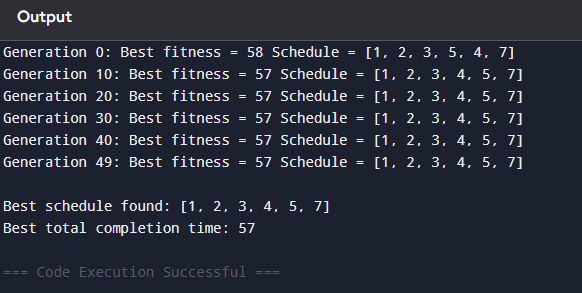 Output
Generation 0: Best fitness = 58 Schedule = [1, 2, 3, 5, 4, 7]
Generation 10: Best fitness = 57 Schedule = [1, 2, 3, 4, 5, 7]
Generation 20: Best fitness = 57 Schedule = [1, 2, 3, 4, 5, 7]
Generation 30: Best fitness = 57 Schedule = [1, 2, 3, 4, 5, 7]
Generation 40: Best fitness = 57 Schedule = [1, 2, 3, 4, 5, 7]
Generation 49: Best fitness = 57 Schedule = [1, 2, 3, 4, 5, 7]
Best schedule found: [1, 2, 3, 4, 5, 7]
Best total completion time: 57
=== Code Execution Successful ===